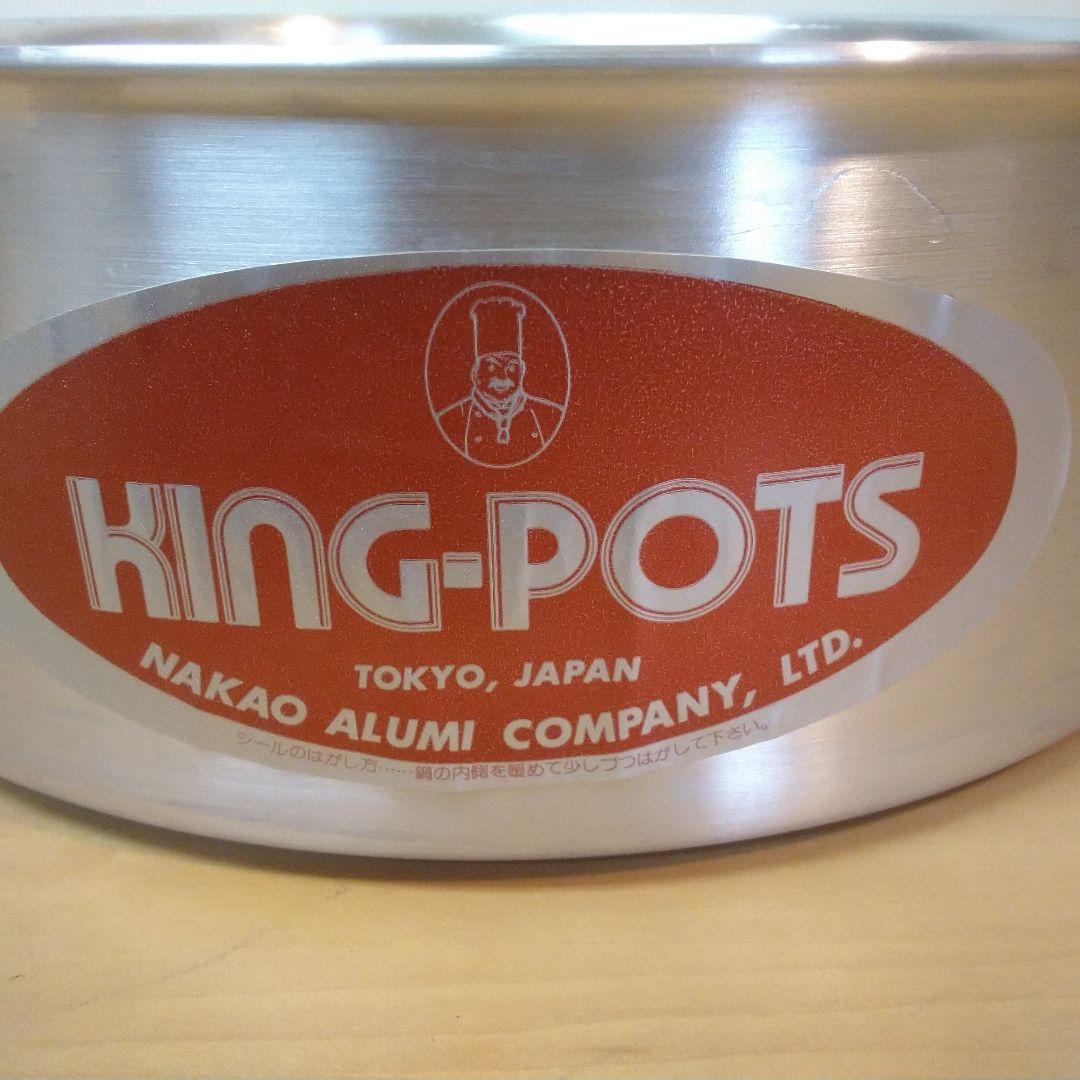 KING-POTS
TOKYO, JAPAN
NAKAO ALUMI COMPANY, LTD.
シールのはがし方……鍋の内側を暖めて少しづつはがして下さい。